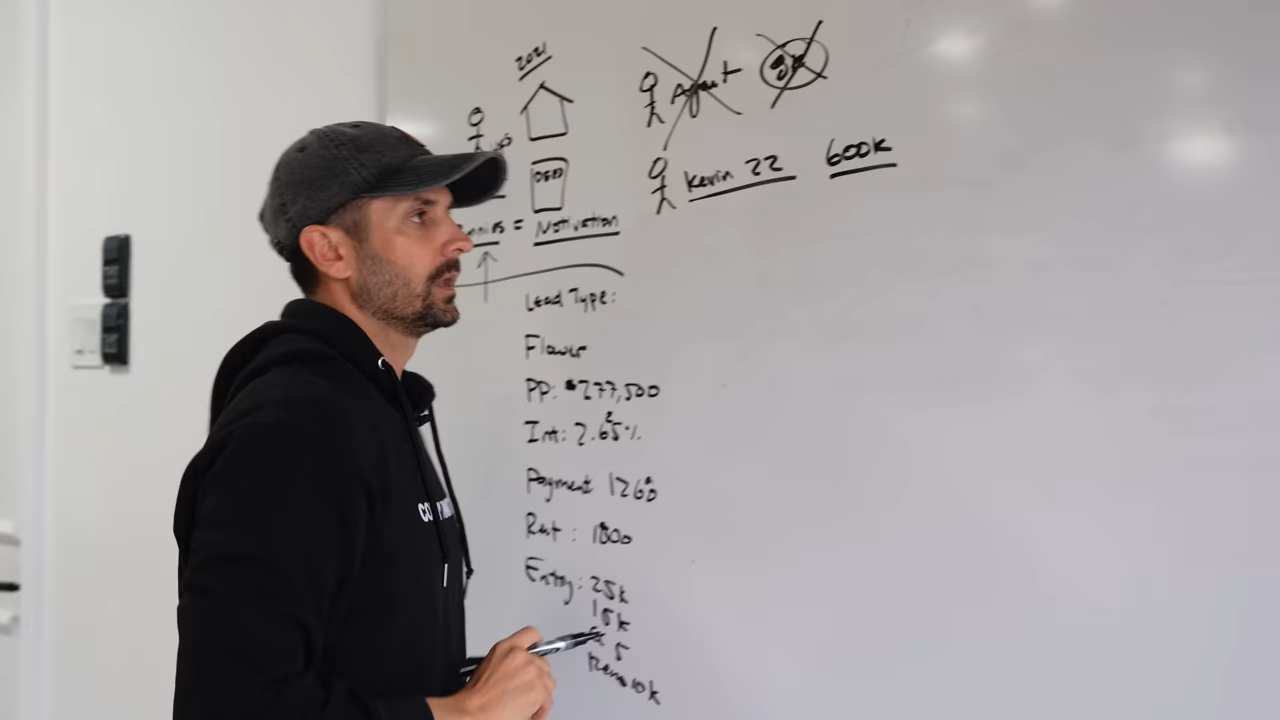 2021
Agent
Kevin 22 600k
DEED
= Motivation
Lead Type:
Flower
PP: $277,500
Int: 2.65%
Payment 1260
Rent: 1800
Entry: 25k
15k
5
10k